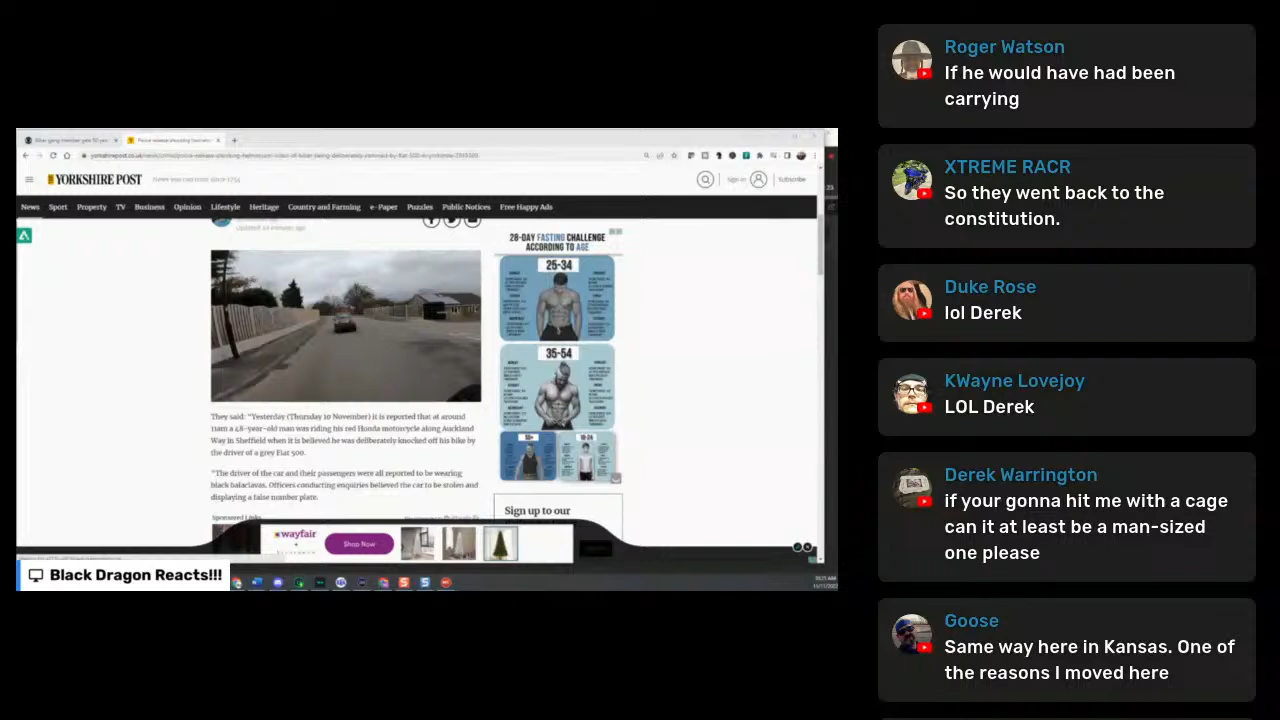 YORKSHIRE POST
Sign in
Subscribe
News Sport Property TV Business Opinion Lifestyle Heritage Country and Farming e-Paper Puzzles Public Notices Free Happy Ads
28-DAY FASTING CHALLENGE
ACCORDING TO AGE
25-34
35-54
18-24
They said: "Yesterday (Thursday 10 November) it is reported that at around
11am a 48-year-old man was riding his red Honda motorcycle along Auckland
Way in Sheffield when it is believed he was deliberately knocked off his bike by
the driver of a grey Fiat 500.
"The driver of the car and their passengers were all reported to be wearing
black balaclavas. Officers conducting enquiries believed the car to be stolen and
displaying a false number plate.
Sponsored Links
Sign up to our
wayfair
Shop Now
Black Dragon Reacts!!!
Roger Watson
If he would have had been
carrying
XTREME RACR
So they went back to the
constitution.
Duke Rose
lol Derek
KWayne Lovejoy
LOL Derek
Derek Warrington
if your gonna hit me with a cage
can it at least be a man-sized
one please
Goose
Same way here in Kansas. One of
the reasons I moved here